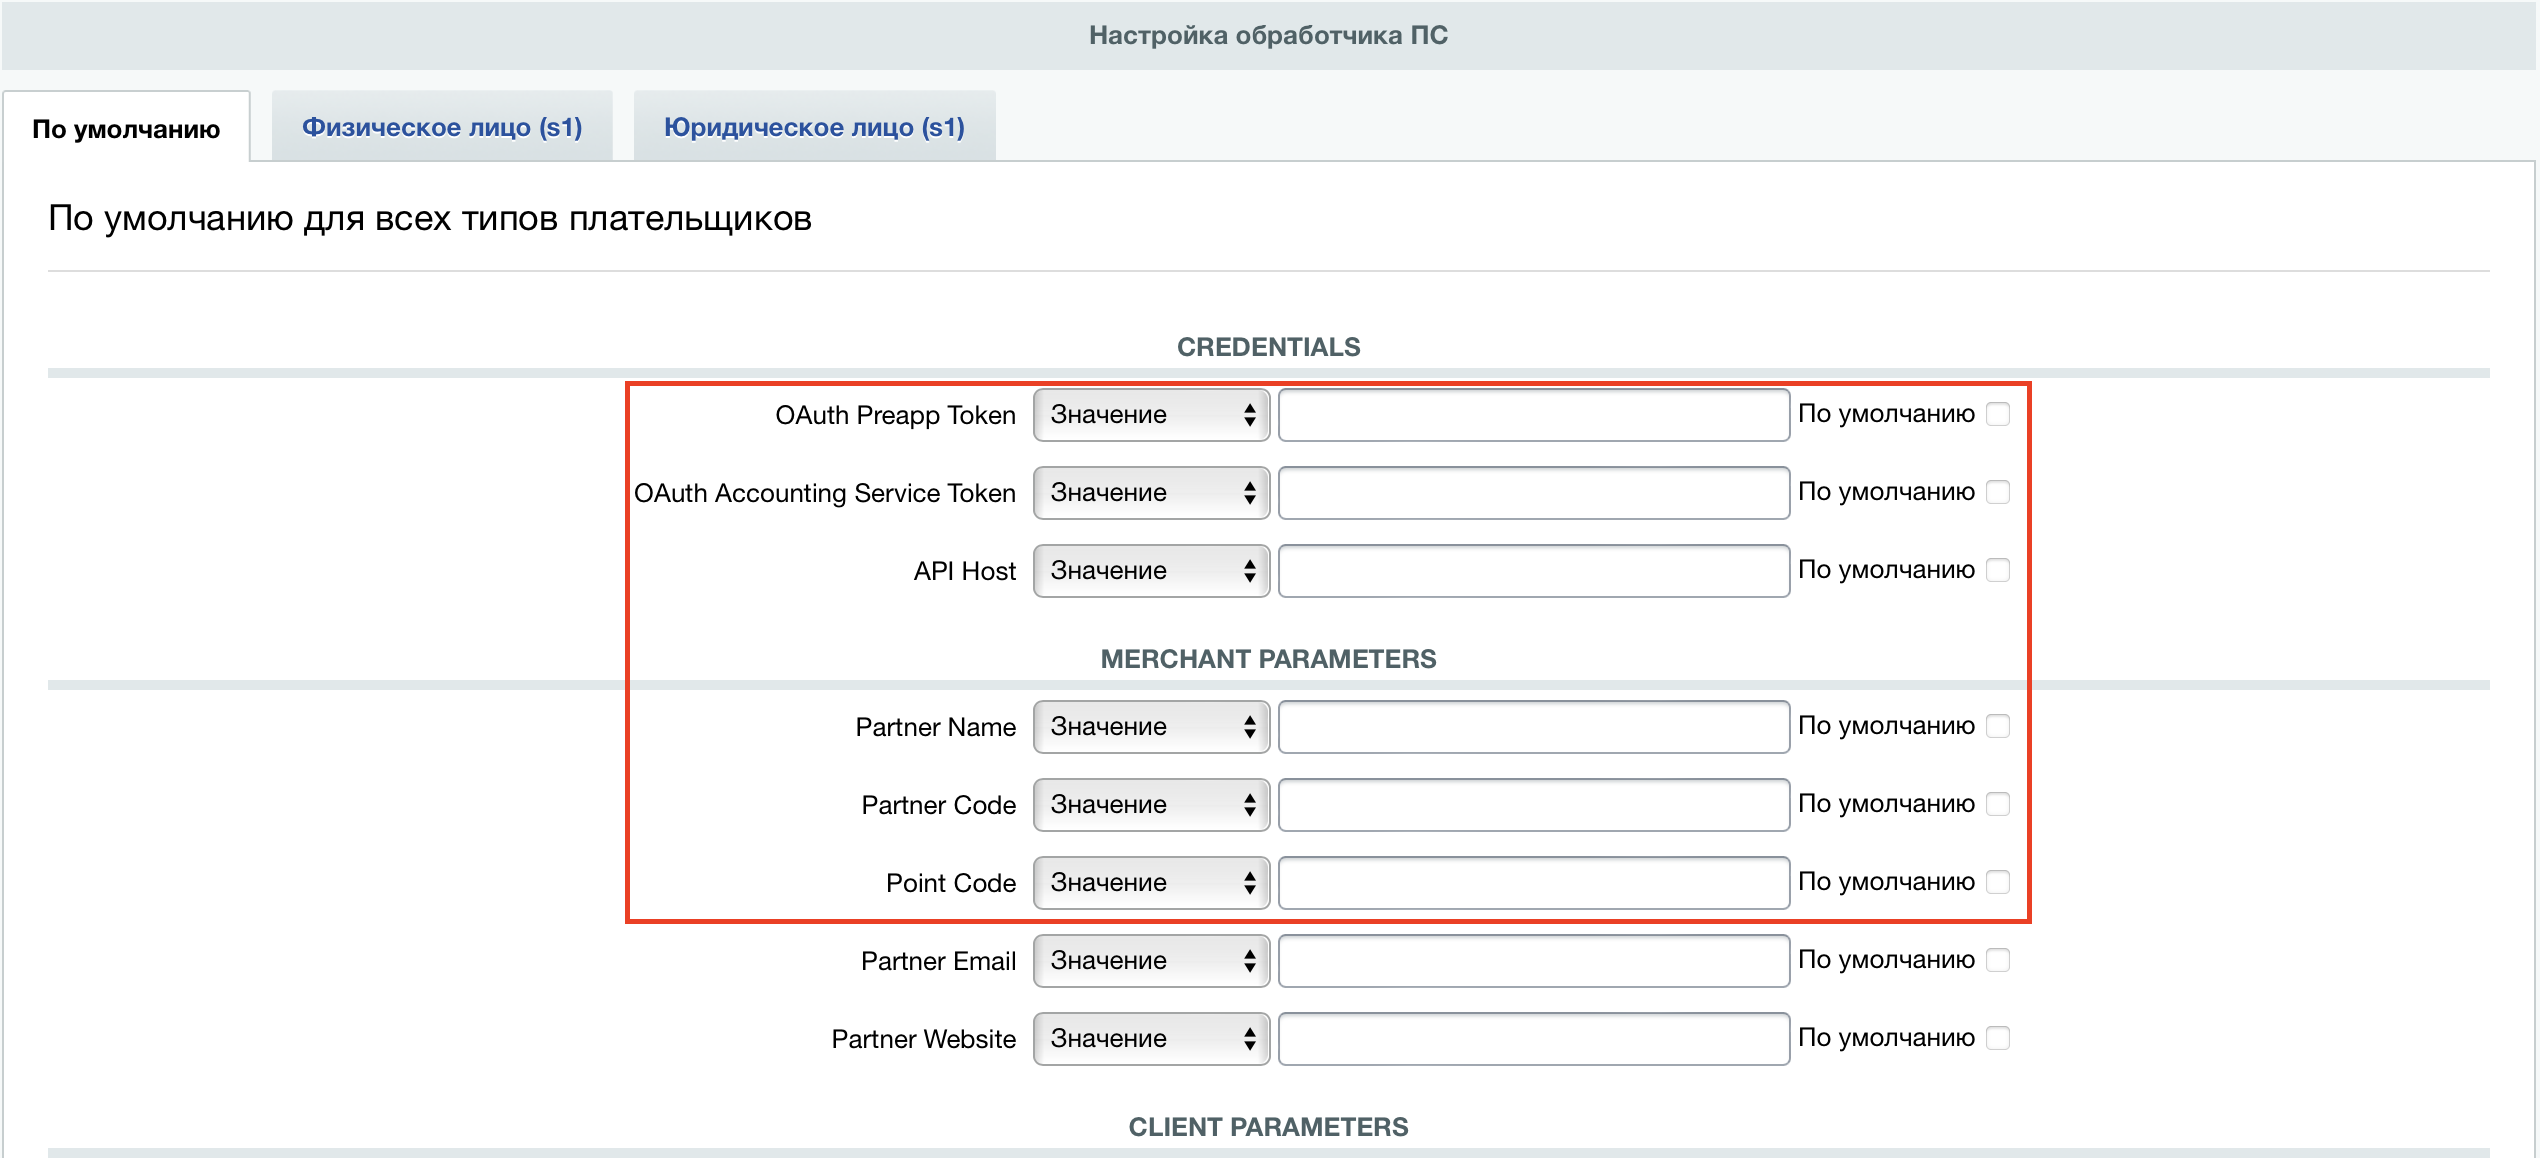 Настройка обработчика ПС
По умолчанию Физическое лицо (s1) Юридическое лицо (s1)
По умолчанию для всех типов плательщиков
CREDENTIALS
OAuth Preapp Token Значение По умолчанию
OAuth Accounting Service Token Значение По умолчанию
API Host Значение По умолчанию
MERCHANT PARAMETERS
Partner Name Значение По умолчанию
Partner Code Значение По умолчанию
Point Code Значение По умолчанию
Partner Email Значение По умолчанию
Partner Website Значение По умолчанию
CLIENT PARAMETERS